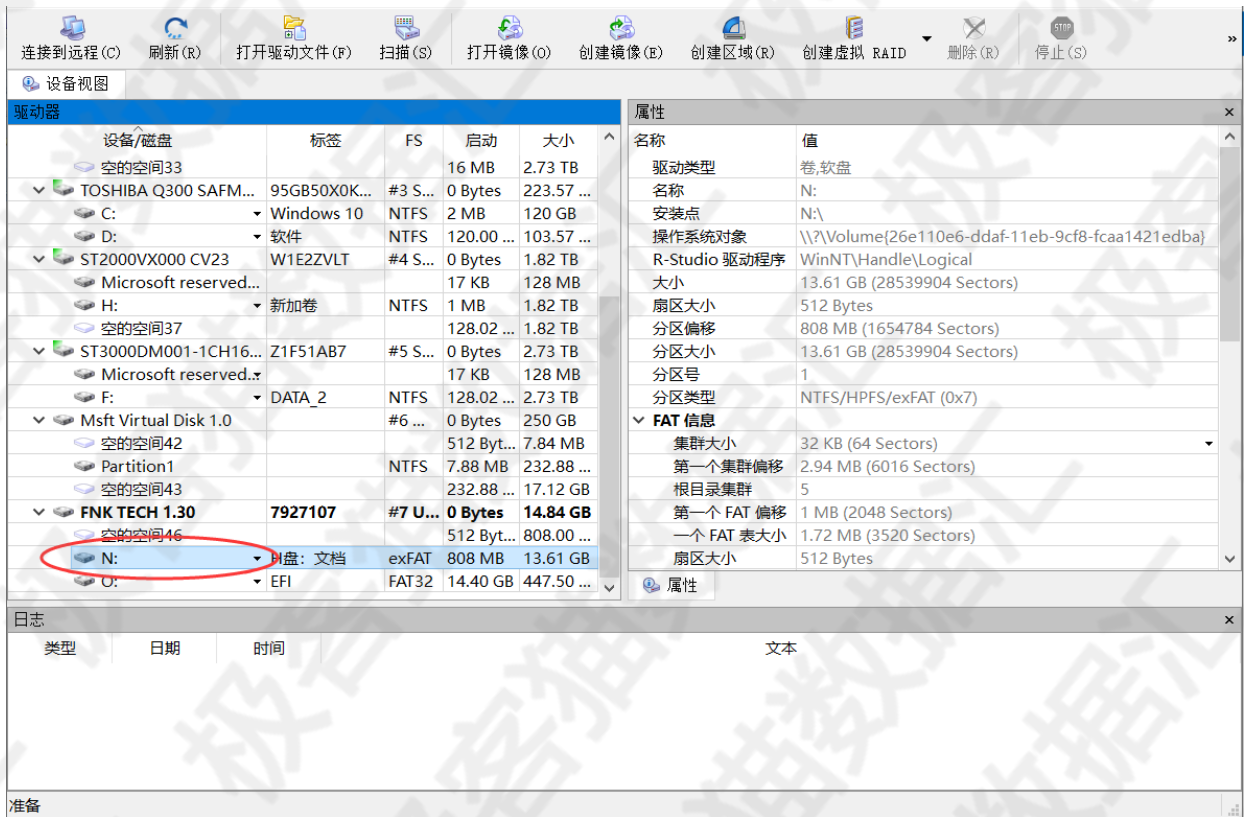 连接到远程(C) 刷新(R) 打开驱动文件(F) 扫描(S) 打开镜像(O) 创建镜像(E) 创建区域(R) 创建虚拟 RAID 删除(R) STOP 停止(S) »
设备视图
驱动器
设备/磁盘 标签 FS 启动 大小
空的空间33 16 MB 2.73 TB
TOSHIBA Q300 SAFM... 95GB50X0K... #3 S... 0 Bytes 223.57 ...
C: Windows 10 NTFS 2 MB 120 GB
D: 软件 NTFS 120.00 ... 103.57 ...
ST2000VX000 CV23 W1E2ZVLT #4 S... 0 Bytes 1.82 TB
Microsoft reserved... 17 KB 128 MB
H: 新加卷 NTFS 1 MB 1.82 TB
空的空间37 128.02 ... 1.82 TB
ST3000DM001-1CH16... Z1F51AB7 #5 S... 0 Bytes 2.73 TB
Microsoft reserved... 17 KB 128 MB
F: DATA_2 NTFS 128.02 ... 2.73 TB
Msft Virtual Disk 1.0 #6 ... 0 Bytes 250 GB
空的空间42 512 Byt... 7.84 MB
Partition1 NTFS 7.88 MB 232.88 ...
空的空间43 232.88 ... 17.12 GB
FNK TECH 1.30 7927107 #7 U... 0 Bytes 14.84 GB
空的空间46 512 Byt... 808.00 ...
N: H盘：文档 exFAT 808 MB 13.61 GB
O: EFI FAT32 14.40 GB 447.50 ...
属性 ×
名称 值
驱动类型 卷,软盘
名称 N:
安装点 N:\
操作系统对象 \\?\Volume{26e110e6-ddaf-11eb-9cf8-fcaa1421edba}
R-Studio 驱动程序 WinNT\Handle\Logical
大小 13.61 GB (28539904 Sectors)
扇区大小 512 Bytes
分区偏移 808 MB (1654784 Sectors)
分区大小 13.61 GB (28539904 Sectors)
分区号 1
分区类型 NTFS/HPFS/exFAT (0x7)
FAT 信息
集群大小 32 KB (64 Sectors)
第一个集群偏移 2.94 MB (6016 Sectors)
根目录集群 5
第一个 FAT 偏移 1 MB (2048 Sectors)
一个 FAT 表大小 1.72 MB (3520 Sectors)
扇区大小 512 Bytes
属性
日志 ×
类型 日期 时间 文本
准备
极客猫数据汇